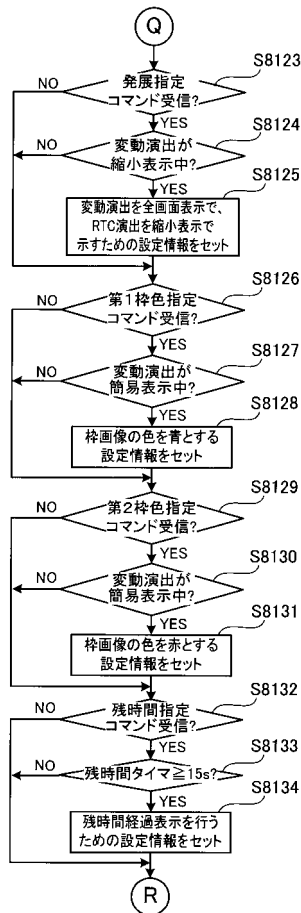 Q
S8123
発展指定
コマンド受信?
NO
YES
S8124
変動演出が
縮小表示中?
NO
YES
S8125
変動演出を全画面表示で、
RTC演出を縮小表示で
示すための設定情報をセット
S8126
第1枠色指定
コマンド受信?
NO
YES
S8127
変動演出が
簡易表示中?
NO
YES
S8128
枠画像の色を青とする
設定情報をセット
S8129
第2枠色指定
コマンド受信?
NO
YES
S8130
変動演出が
簡易表示中?
NO
YES
S8131
枠画像の色を赤とする
設定情報をセット
S8132
残時間指定
コマンド受信?
NO
YES
S8133
残時間タイマ≧15s?
NO
YES
S8134
残時間経過表示を行う
ための設定情報をセット
R